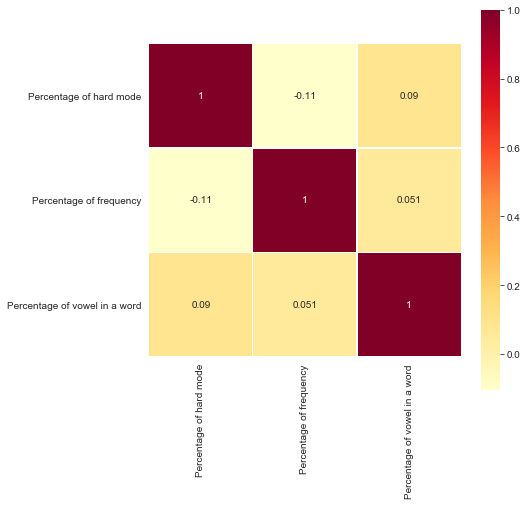 1.0
Percentage of hard mode
1 -0.11 0.09
0.8
0.6
Percentage of frequency
-0.11 1 0.051
0.4
0.2
Percentage of vowel in a word
0.09 0.051 1
0.0
Percentage of hard mode
Percentage of frequency
Percentage of vowel in a word